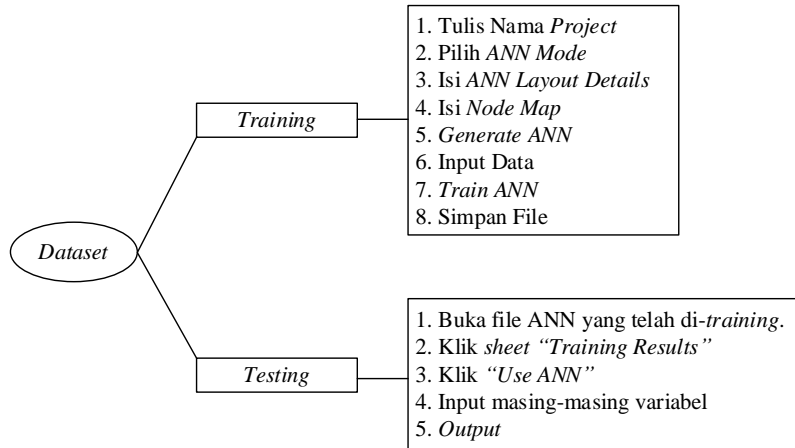 Dataset
Training
1. Tulis Nama Project
2. Pilih ANN Mode
3. Isi ANN Layout Details
4. Isi Node Map
5. Generate ANN
6. Input Data
7. Train ANN
8. Simpan File
Testing
1. Buka file ANN yang telah di-training.
2. Klik sheet “Training Results”
3. Klik “Use ANN”
4. Input masing-masing variabel
5. Output